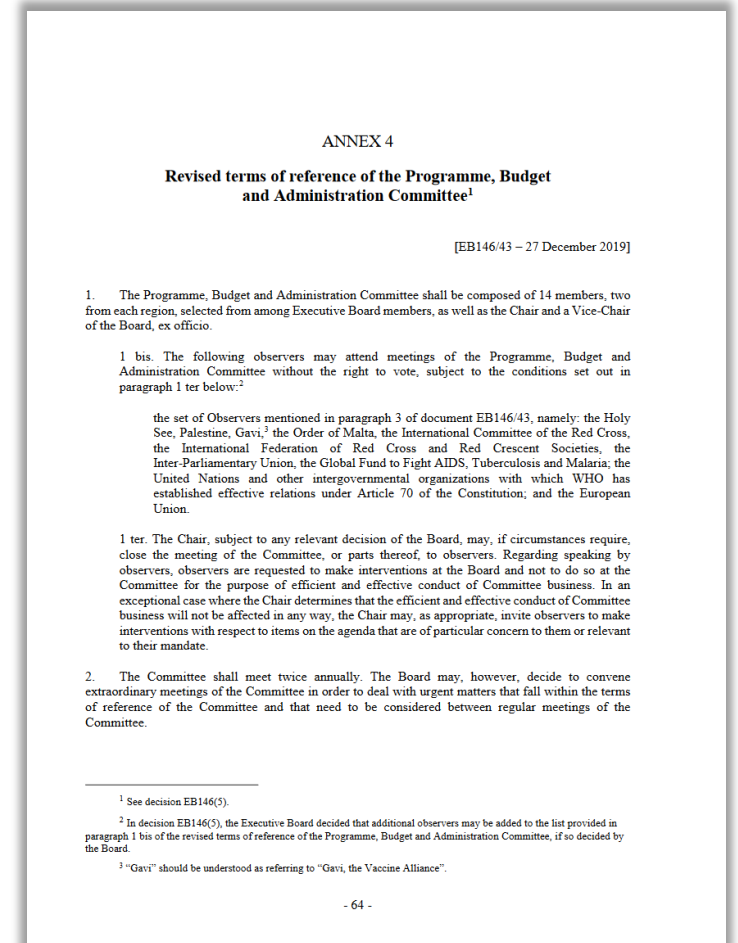 ANNEX 4
Revised terms of reference of the Programme, Budget
and Administration Committee¹
[EB146/43 – 27 December 2019]
1. The Programme, Budget and Administration Committee shall be composed of 14 members, two
from each region, selected from among Executive Board members, as well as the Chair and a Vice-Chair
of the Board, ex officio.
1 bis. The following observers may attend meetings of the Programme, Budget and
Administration Committee without the right to vote, subject to the conditions set out in
paragraph 1 ter below:²
the set of Observers mentioned in paragraph 3 of document EB146/43, namely: the Holy
See, Palestine, Gavi,³ the Order of Malta, the International Committee of the Red Cross,
the International Federation of Red Cross and Red Crescent Societies, the
Inter-Parliamentary Union, the Global Fund to Fight AIDS, Tuberculosis and Malaria; the
United Nations and other intergovernmental organizations with which WHO has
established effective relations under Article 70 of the Constitution; and the European
Union.
1 ter. The Chair, subject to any relevant decision of the Board, may, if circumstances require,
close the meeting of the Committee, or parts thereof, to observers. Regarding speaking by
observers, observers are requested to make interventions at the Board and not to do so at the
Committee for the purpose of efficient and effective conduct of Committee business. In an
exceptional case where the Chair determines that the efficient and effective conduct of Committee
business will not be affected in any way, the Chair may, as appropriate, invite observers to make
interventions with respect to items on the agenda that are of particular concern to them or relevant
to their mandate.
2. The Committee shall meet twice annually. The Board may, however, decide to convene
extraordinary meetings of the Committee in order to deal with urgent matters that fall within the terms
of reference of the Committee and that need to be considered between regular meetings of the
Committee.
¹ See decision EB146(5).
² In decision EB146(5), the Executive Board decided that additional observers may be added to the list provided in
paragraph 1 bis of the revised terms of reference of the Programme, Budget and Administration Committee, if so decided by
the Board.
³ “Gavi” should be understood as referring to “Gavi, the Vaccine Alliance”.
- 64 -